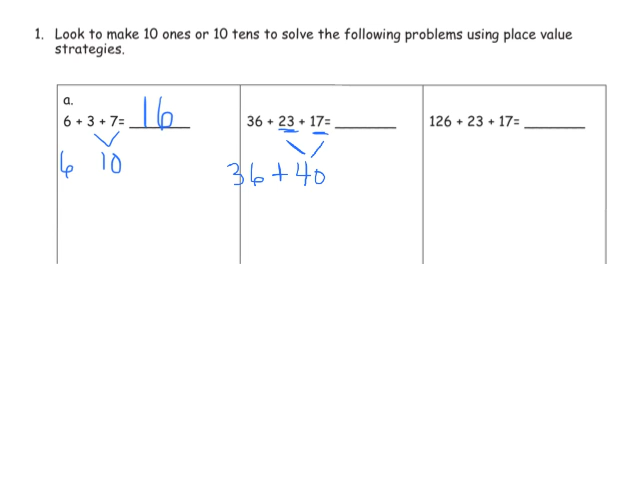 1. Look to make 10 ones or 10 tens to solve the following problems using place value
strategies.
a.
6 + 3 + 7= 16
6 10
36 + 23 + 17= ________
36+40
126 + 23 + 17= ________